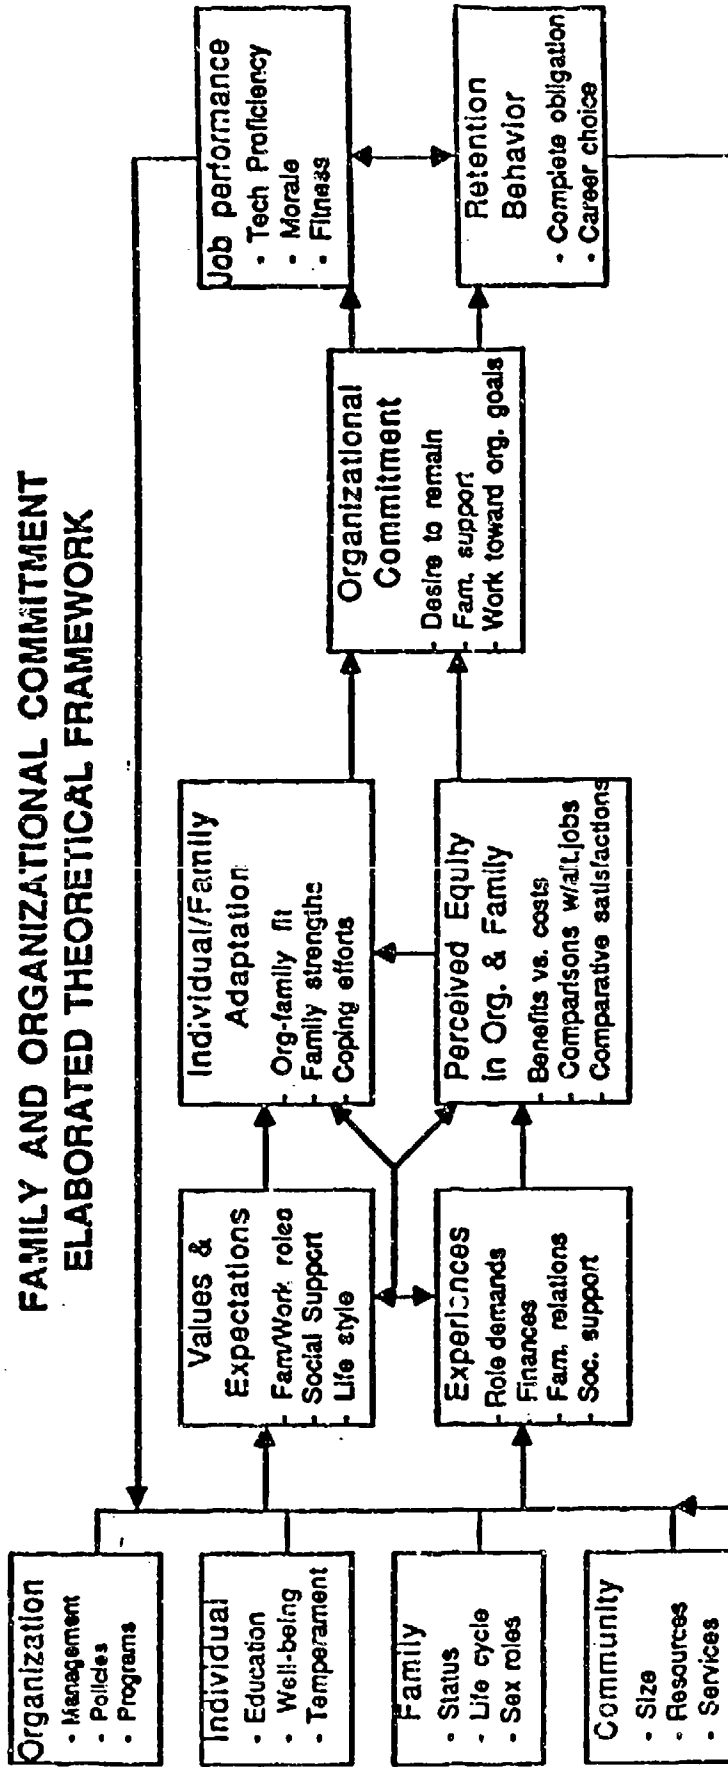 FAMILY AND ORGANIZATIONAL COMMITMENT
ELABORATED THEORETICAL FRAMEWORK
Organization
• Management
• Policies
• Programs
Individual
• Education
• Well-being
• Temperament
Family
• Status
• Life cycle
• Sex roles
Community
• Size
• Resources
• Services
Values &
Expectations
- Fam/Work roles
- Social Support
- Life style
Experiences
- Role demands
- Finances
- Fam. relations
- Soc. support
Individual/Family
Adaptation
- Org-family fit
- Family strengths
- Coping efforts
Perceived Equity
in Org. & Family
- Benefits vs. costs
- Comparisons w/alt.jobs
- Comparative satisfactions
Organizational
Commitment
- Desire to remain
- Fam. support
- Work toward org. goals
Job performance
• Tech Proficiency
• Morale
• Fitness
Retention
Behavior
• Complete obligation
• Career choice